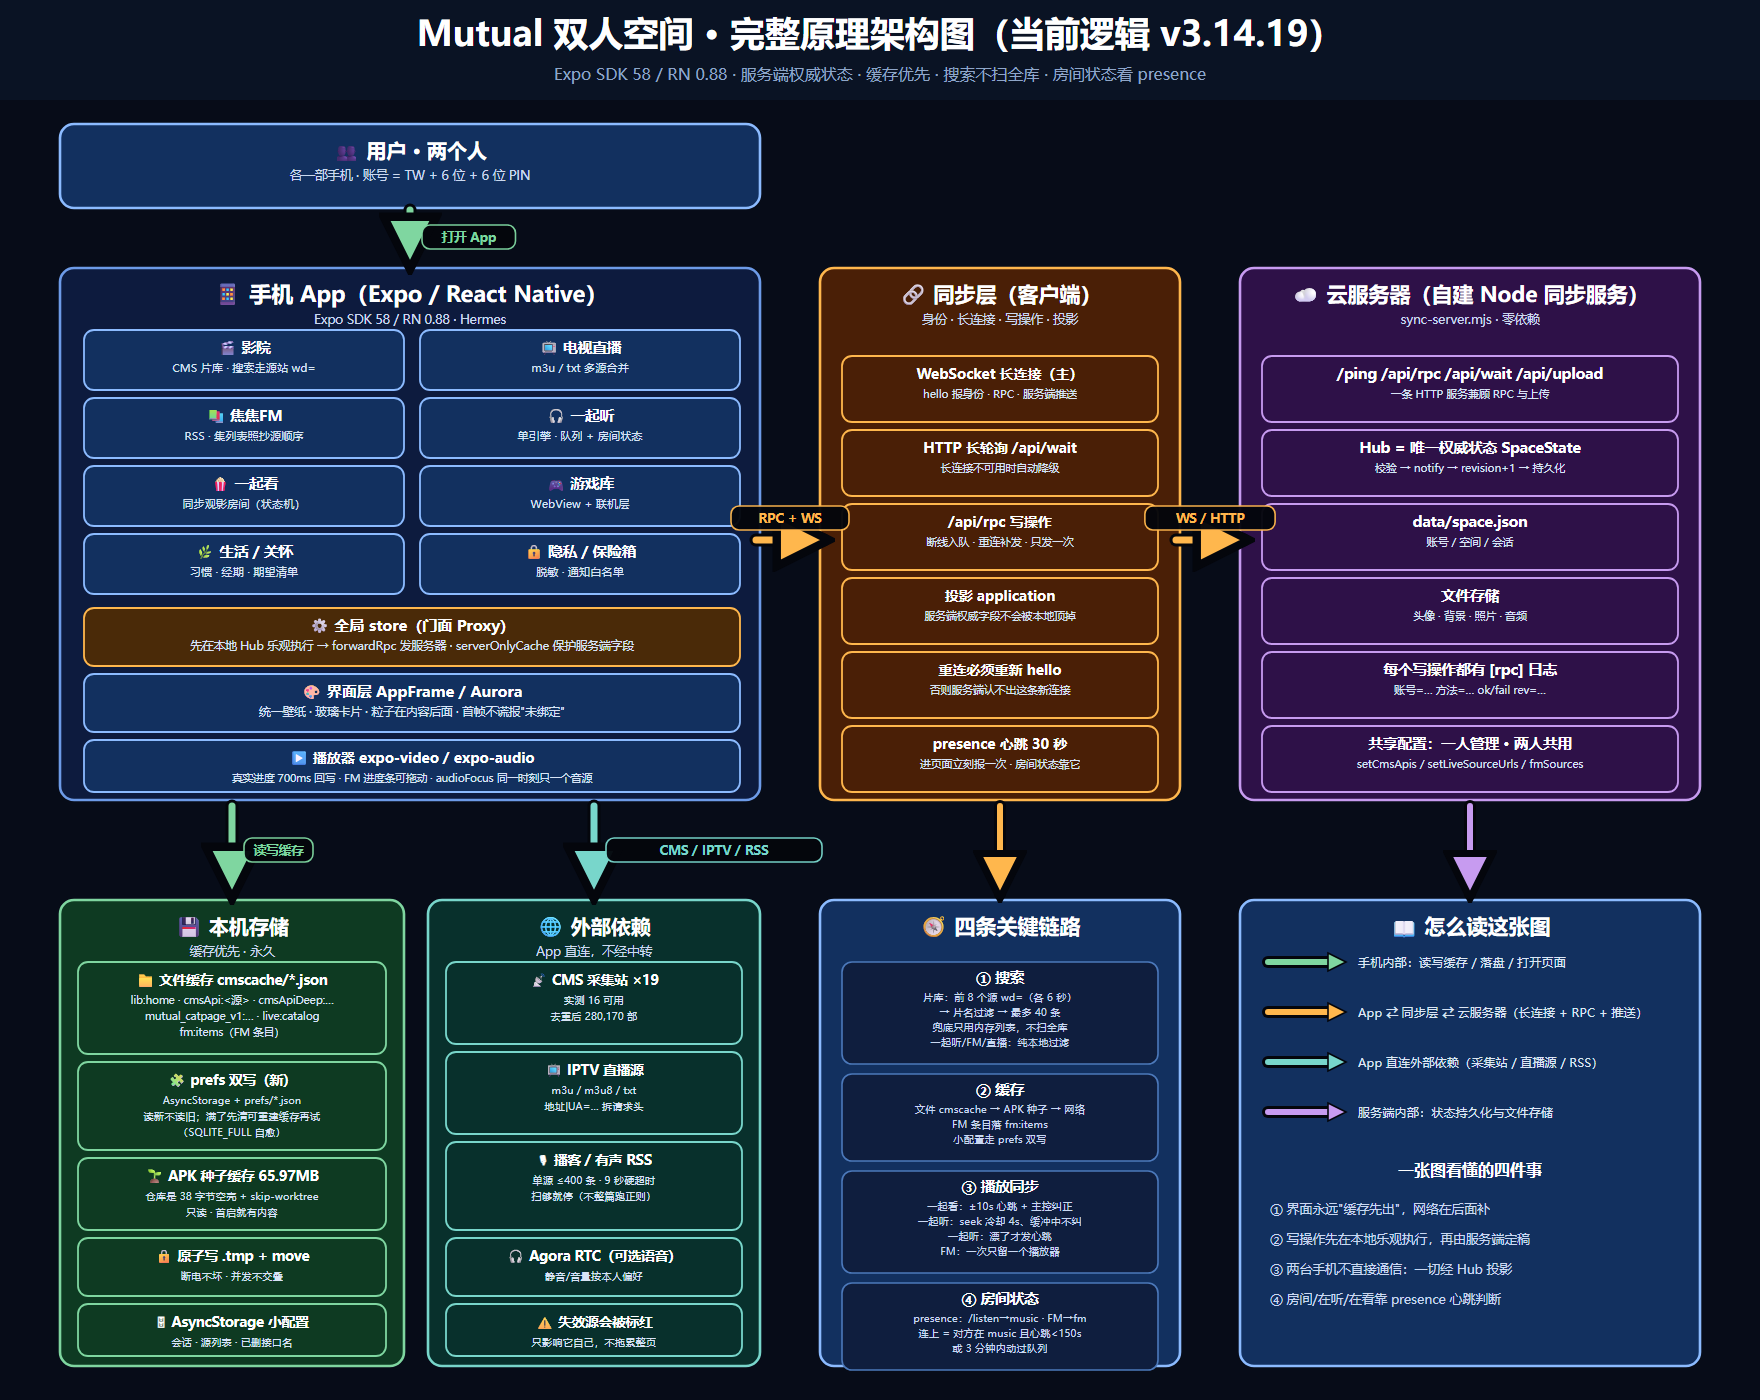 Mutual 双人空间 · 完整原理架构图（当前逻辑 v3.14.19）
Expo SDK 58 / RN 0.88 · 服务端权威状态 · 缓存优先 · 搜索不扫全库 · 房间状态看 presence
用户 · 两个人
各一部手机 · 账号 = TW + 6 位 + 6 位 PIN
打开 App
手机 App（Expo / React Native）
Expo SDK 58 / RN 0.88 · Hermes
影院
CMS 片库 · 搜索走源站 wd=
电视直播
m3u / txt 多源合并
焦焦FM
RSS · 集列表照抄源顺序
一起听
单引擎 · 队列 + 房间状态
一起看
同步观影房间（状态机）
游戏库
WebView + 联机层
生活 / 关怀
习惯 · 经期 · 期望清单
隐私 / 保险箱
脱敏 · 通知白名单
全局 store（门面 Proxy）
先在本地 Hub 乐观执行 → forwardRpc 发服务器 · serverOnlyCache 保护服务端字段
界面层 AppFrame / Aurora
统一壁纸 · 玻璃卡片 · 粒子在内容后面 · 首帧不谎报"未绑定"
播放器 expo-video / expo-audio
真实进度 700ms 回写 · FM 进度条可拖动 · audioFocus 同一时刻只一个音源
RPC + WS
同步层（客户端）
身份 · 长连接 · 写操作 · 投影
WebSocket 长连接（主）
hello 报身份 · RPC · 服务端推送
HTTP 长轮询 /api/wait
长连接不可用时自动降级
/api/rpc 写操作
断线入队 · 重连补发 · 只发一次
投影 application
服务端权威字段不会被本地顶掉
重连必须重新 hello
否则服务端认不出这条新连接
presence 心跳 30 秒
进页面立刻报一次 · 房间状态靠它
WS / HTTP
云服务器（自建 Node 同步服务）
sync-server.mjs · 零依赖
/ping /api/rpc /api/wait /api/upload
一条 HTTP 服务兼顾 RPC 与上传
Hub = 唯一权威状态 SpaceState
校验 → notify → revision+1 → 持久化
data/space.json
账号 / 空间 / 会话
文件存储
头像 · 背景 · 照片 · 音频
每个写操作都有 [rpc] 日志
账号=… 方法=… ok/fail rev=…
共享配置：一人管理 · 两人共用
setCmsApis / setLiveSourceUrls / fmSources
读写缓存
CMS / IPTV / RSS
本机存储
缓存优先 · 永久
文件缓存 cmscache/*.json
lib:home · cmsApi:<源> · cmsApiDeep:…
mutual_catpage_v1:… · live:catalog
fm:items（FM 条目）
prefs 双写（新）
AsyncStorage + prefs/*.json
读新不读旧；满了先清可重建缓存再试
（SQLITE_FULL 自愈）
APK 种子缓存 65.97MB
仓库是 38 字节空壳 + skip-worktree
只读 · 首启就有内容
原子写 .tmp + move
断电不坏 · 并发不交叠
AsyncStorage 小配置
会话 · 源列表 · 已删接口名
外部依赖
App 直连，不经中转
CMS 采集站 ×19
实测 16 可用
去重后 280,170 部
IPTV 直播源
m3u / m3u8 / txt
地址|UA=… 拆请求头
播客 / 有声 RSS
单源 ≤400 条 · 9 秒硬超时
扫够就停（不整篇跑正则）
Agora RTC（可选语音）
静音/音量按本人偏好
失效源会被标红
只影响它自己，不拖累整页
四条关键链路
① 搜索
片库：前 8 个源 wd=（各 6 秒）
→ 片名过滤 → 最多 40 条
兜底只用内存列表，不扫全库
一起听/FM/直播：纯本地过滤
② 缓存
文件 cmscache → APK 种子 → 网络
FM 条目落 fm:items
小配置走 prefs 双写
③ 播放同步
一起看：±10s 心跳 + 主控纠正
一起听：seek 冷却 4s、缓冲中不纠
一起听：漂了才发心跳
FM：一次只留一个播放器
④ 房间状态
presence：/listen→music · FM→fm
连上 = 对方在 music 且心跳<150s
或 3 分钟内动过队列
怎么读这张图
手机内部：读写缓存 / 落盘 / 打开页面
App ⇄ 同步层 ⇄ 云服务器（长连接 + RPC + 推送）
App 直连外部依赖（采集站 / 直播源 / RSS）
服务端内部：状态持久化与文件存储
一张图看懂的四件事
① 界面永远"缓存先出"，网络在后面补
② 写操作先在本地乐观执行，再由服务端定稿
③ 两台手机不直接通信：一切经 Hub 投影
④ 房间/在听/在看靠 presence 心跳判断